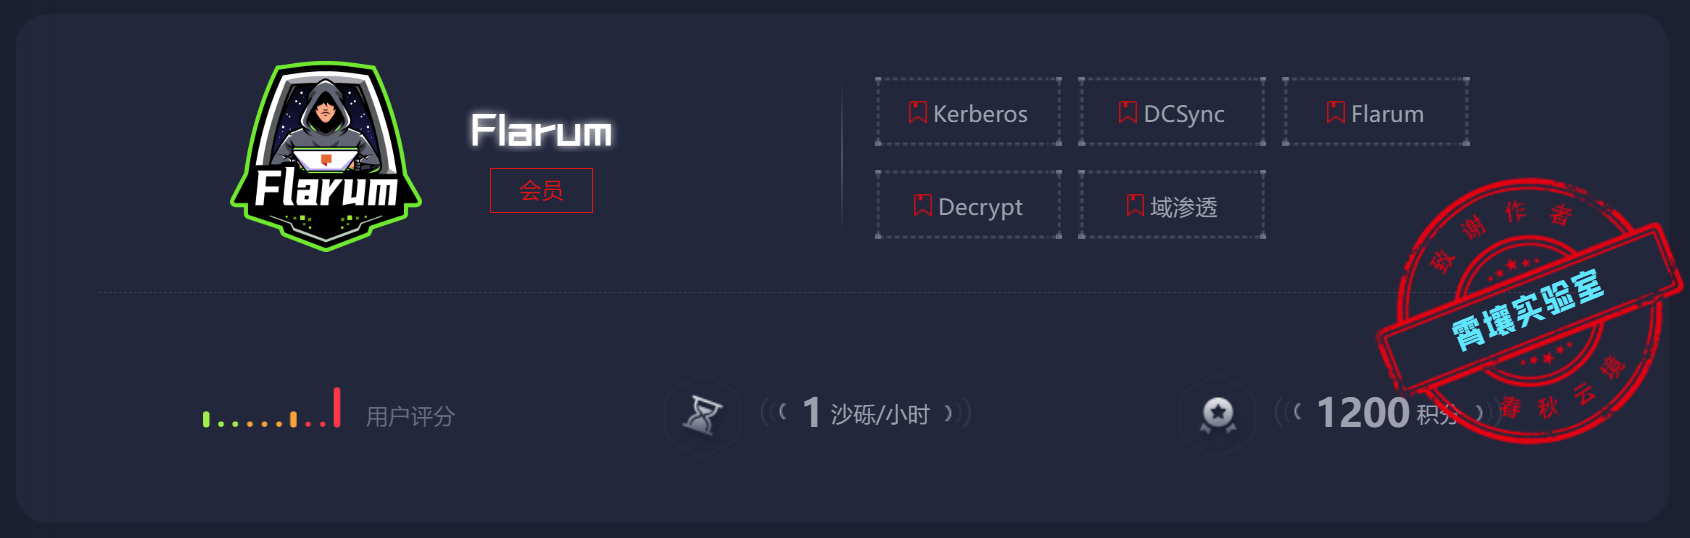 Flarum
Flarum
会员
Kerberos
DCSync
Flarum
Decrypt
域渗透
致谢作者
霄壤实验室
春秋云境
用户评分
1 沙砾/小时
1200 积分